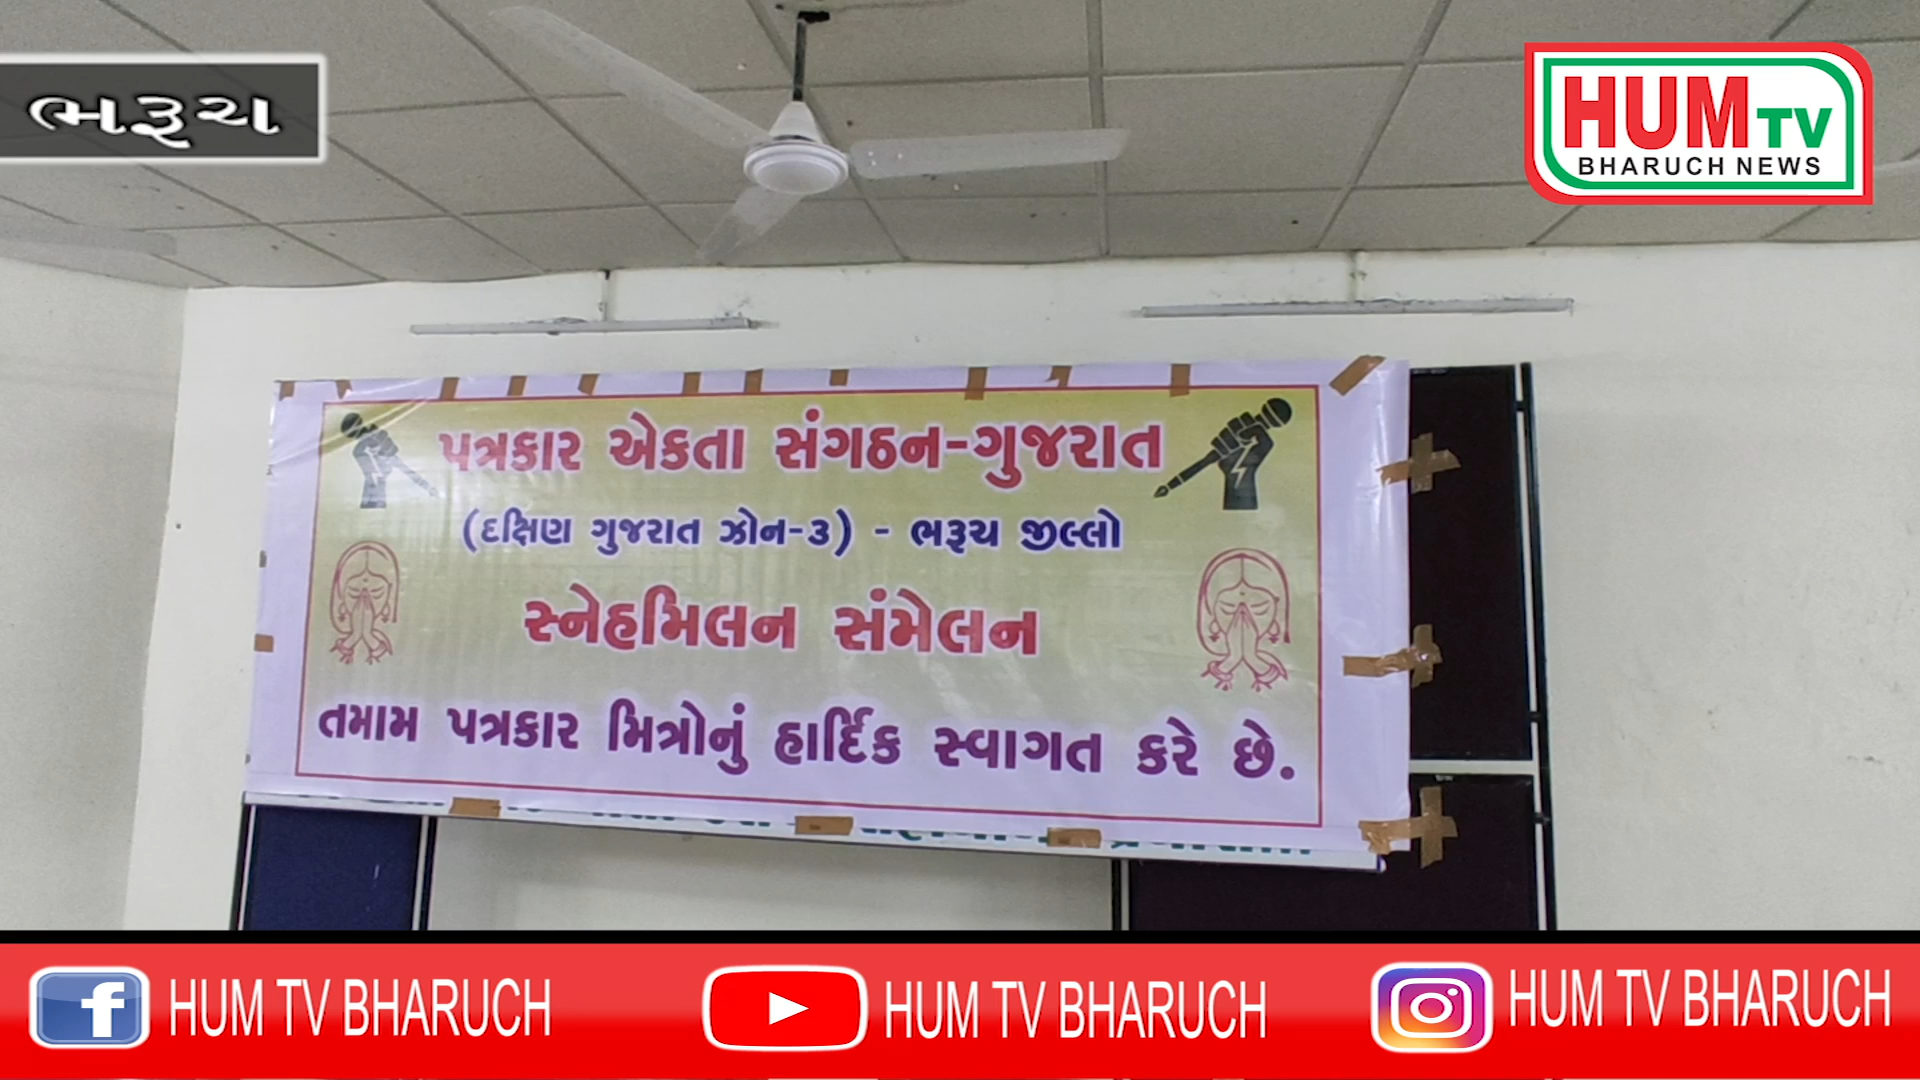 ભરૂચ
HUM TV
BHARUCH NEWS
પત્રકાર એકતા સંગઠન-ગુજરાત
(દક્ષિણ ગુજરાત ઝોન-૩) - ભરૂચ જીલ્લો
સ્નેહમિલન સંમેલન
તમામ પત્રકાર મિત્રોનું હાર્દિક સ્વાગત કરે છે.
HUM TV BHARUCH
HUM TV BHARUCH
HUM TV BHARUCH